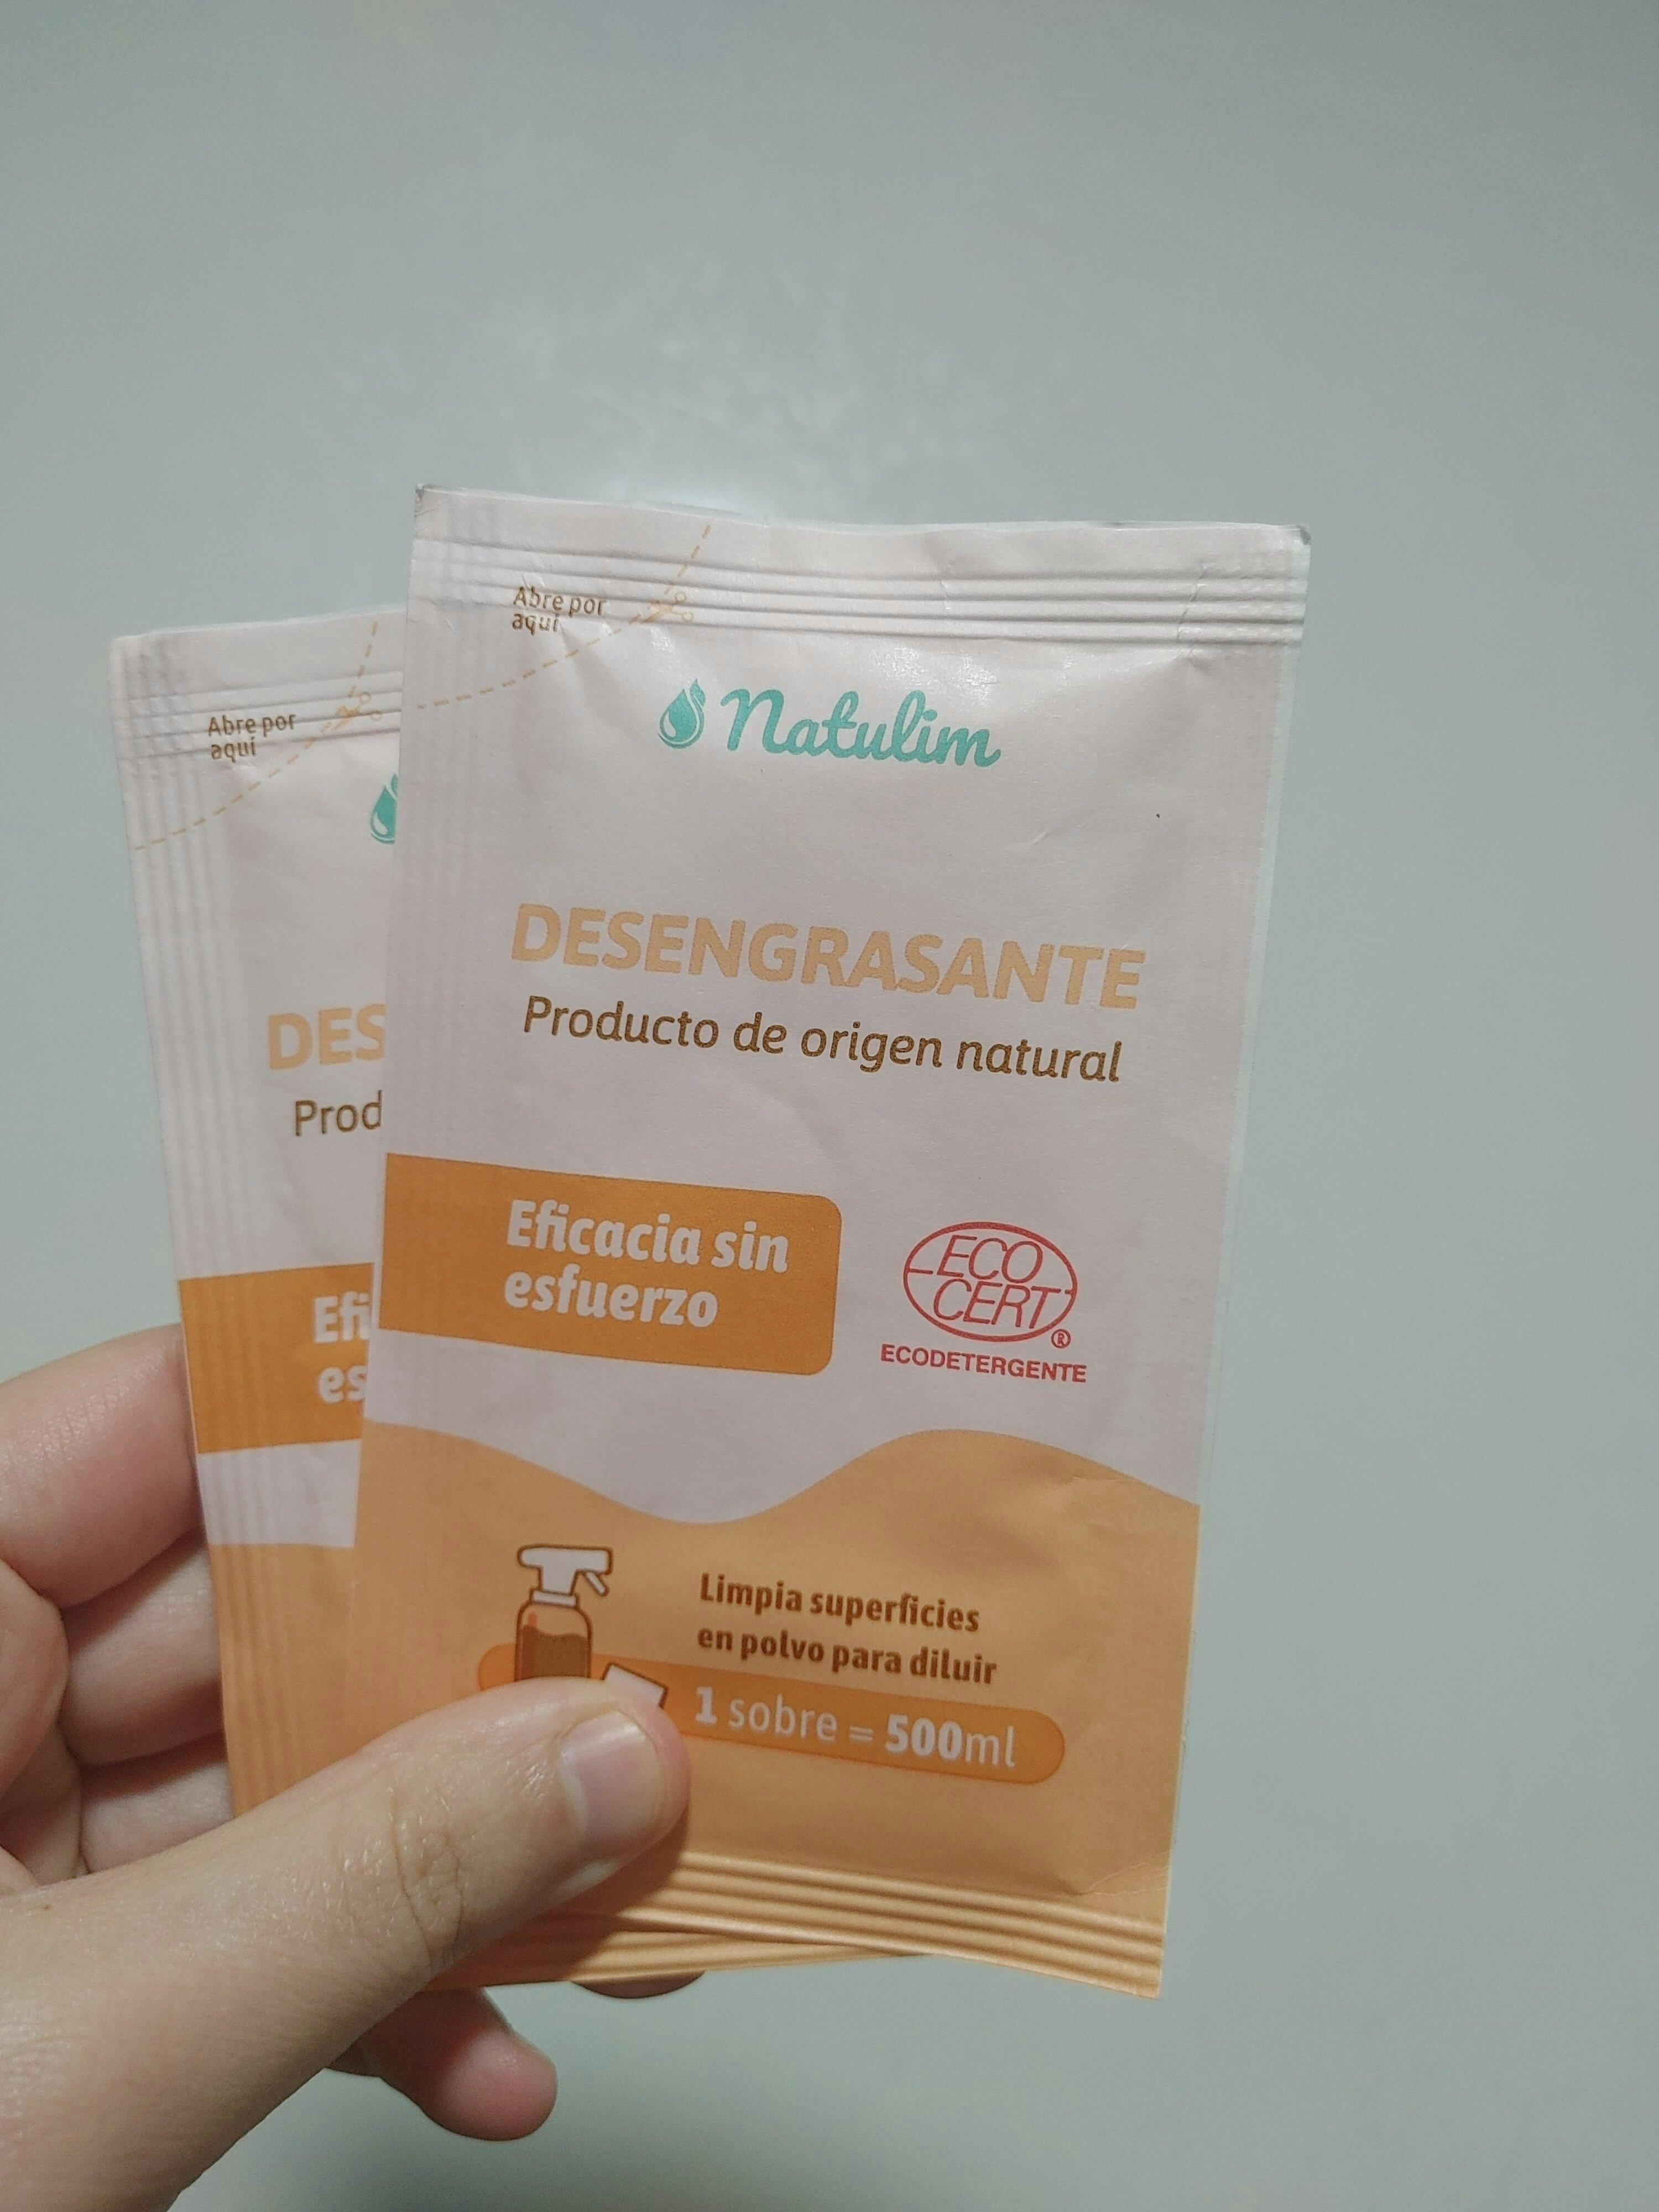 Abre por
aquí
Natulim
DESENGRASANTE
Producto de origen natural
Eficacia sin
esfuerzo
ECO
CERT
®
ECODETERGENTE
Limpia superficies
en polvo para diluir
1 sobre = 500ml
Abre por
aquí
DES
Prod
Efi
es